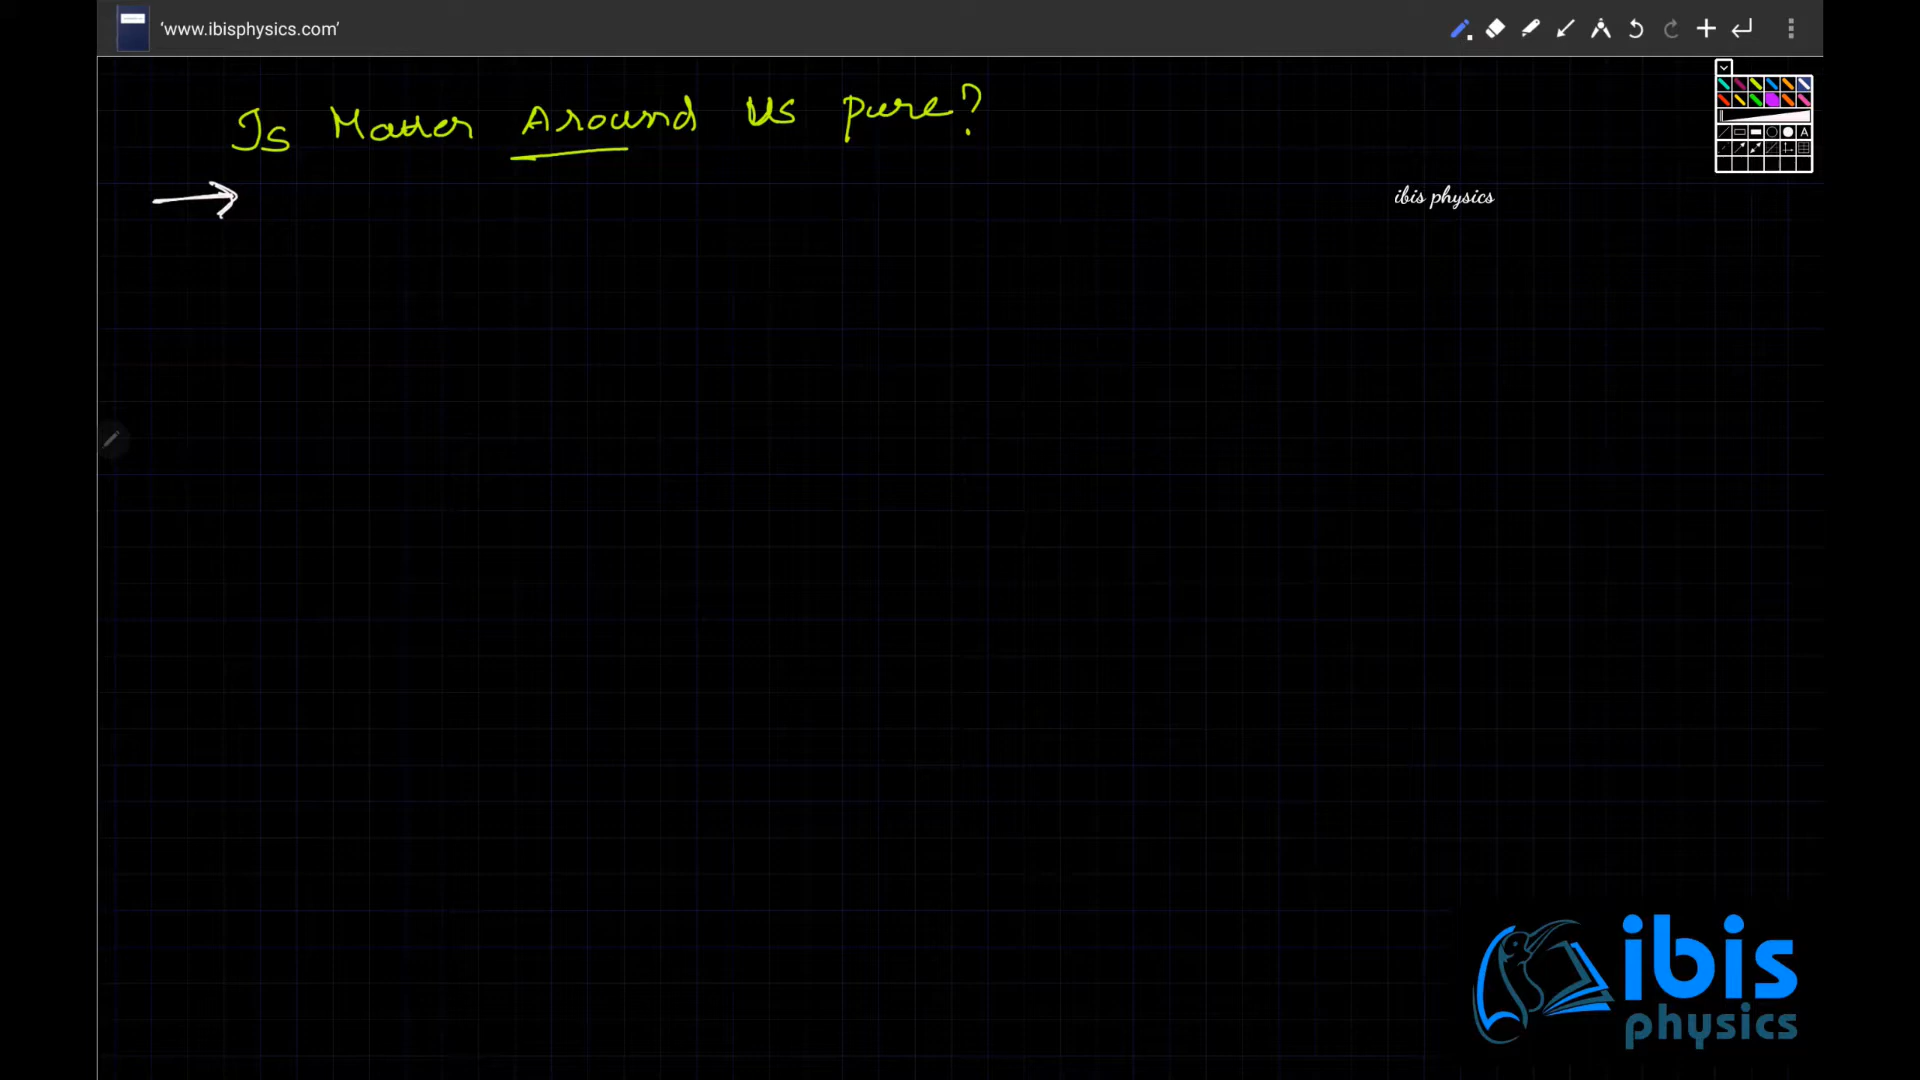 'www.ibisphysics.com'
Is Matter Around Us pure?
A
ibis physics
ibis
physics